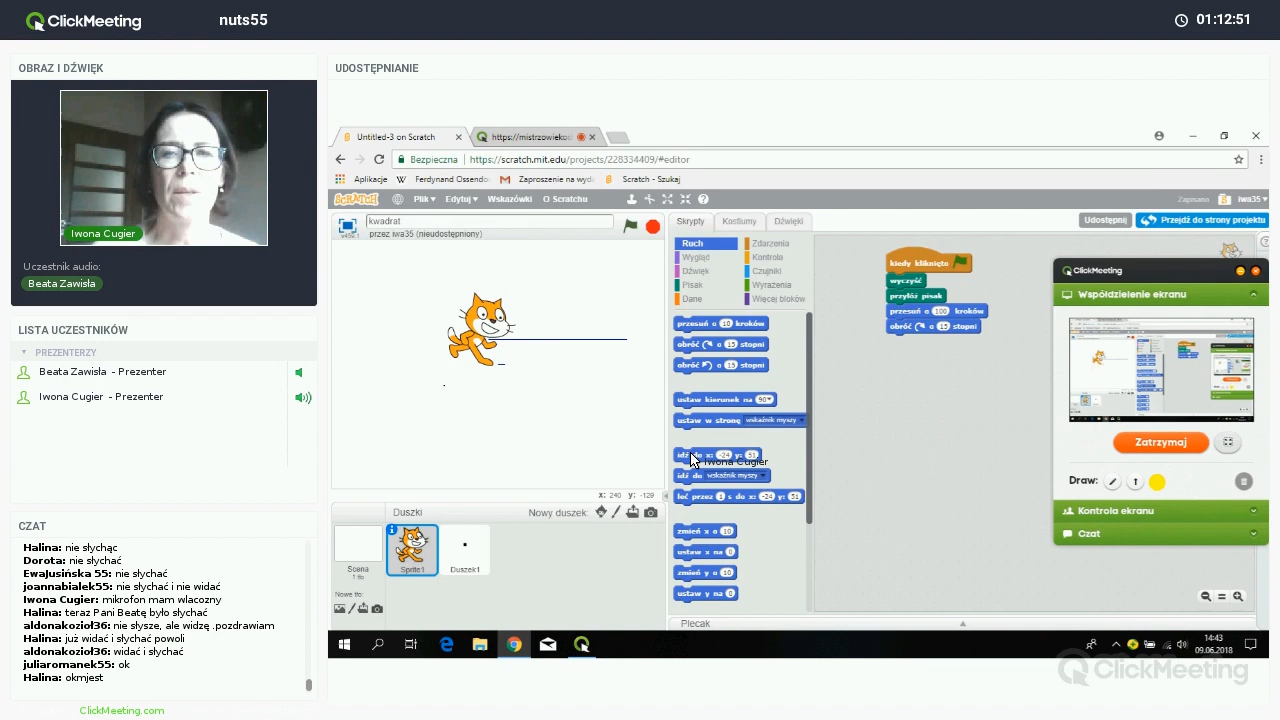 ClickMeeting
nuts55
01:12:51
OBRAZ I DŹWIĘK
UDOSTĘPNIANIE
Iwona Cugier
Uczestnik audio:
Beata Zawisła
LISTA UCZESTNIKÓW
PREZENTERZY
Beata Zawisła - Prezenter
Iwona Cugier - Prezenter
CZAT
Halina: nie słychąc
Dorota: nie słychać
EwaJusińska 55: nie słychać
joannabialek55: nie słychać i nie widać
Iwona Cugier: mikrofon mam wlaczony
Halina: teraz Pani Beatę było słychać
aldonakozioł36: nie słysze, ale widzę .pozdrawiam
Halina: już widać i słychać powoli
aldonakozioł36: widać i słychać
juliaromanek55: ok
Halina: okmjest
ClickMeeting.com
Untitled-3 on Scratch
https://mistrzowiekod
Bezpieczna
https://scratch.mit.edu/projects/228334409/#editor
Aplikacje
Ferdynand Ossendo
Zaproszenie na wyda
Scratch - Szukaj
SCRATCH
Plik
Edytuj
Wskazówki
O Scratchu
Zapisano
iwa35
kwadrat
przez iwa35 (nieudostępniony)
Skrypty
Kostiumy
Dźwięki
Udostępnij
Przejdź do strony projektu
Ruch
Zdarzenia
Wygląd
Kontrola
Dźwięk
Czujniki
Pisak
Wyrażenia
Dane
Więcej bloków
przesuń o 10 kroków
obróć o 15 stopni
obróć o 15 stopni
ustaw kierunek na 90
ustaw w stronę wskaźnik myszy
idź do x: -24 y: 51
Iwona Cugier
idź do wskaźnik myszy
leć przez 1 s do x: -24 y: 51
zmień x o 10
ustaw x na 0
zmień y o 10
ustaw y na 0
kiedy kliknięto
wyczyść
przyłóż pisak
przesuń o 100 kroków
obróć o 15 stopni
x: 240 y: -129
Duszki
Nowy duszek:
Scena
1 tło
Sprite1
Duszek1
Nowe tło:
Plecak
ClickMeeting
Współdzielenie ekranu
Zatrzymaj
Draw:
Kontrola ekranu
Czat
14:43
09.06.2018
ClickMeeting